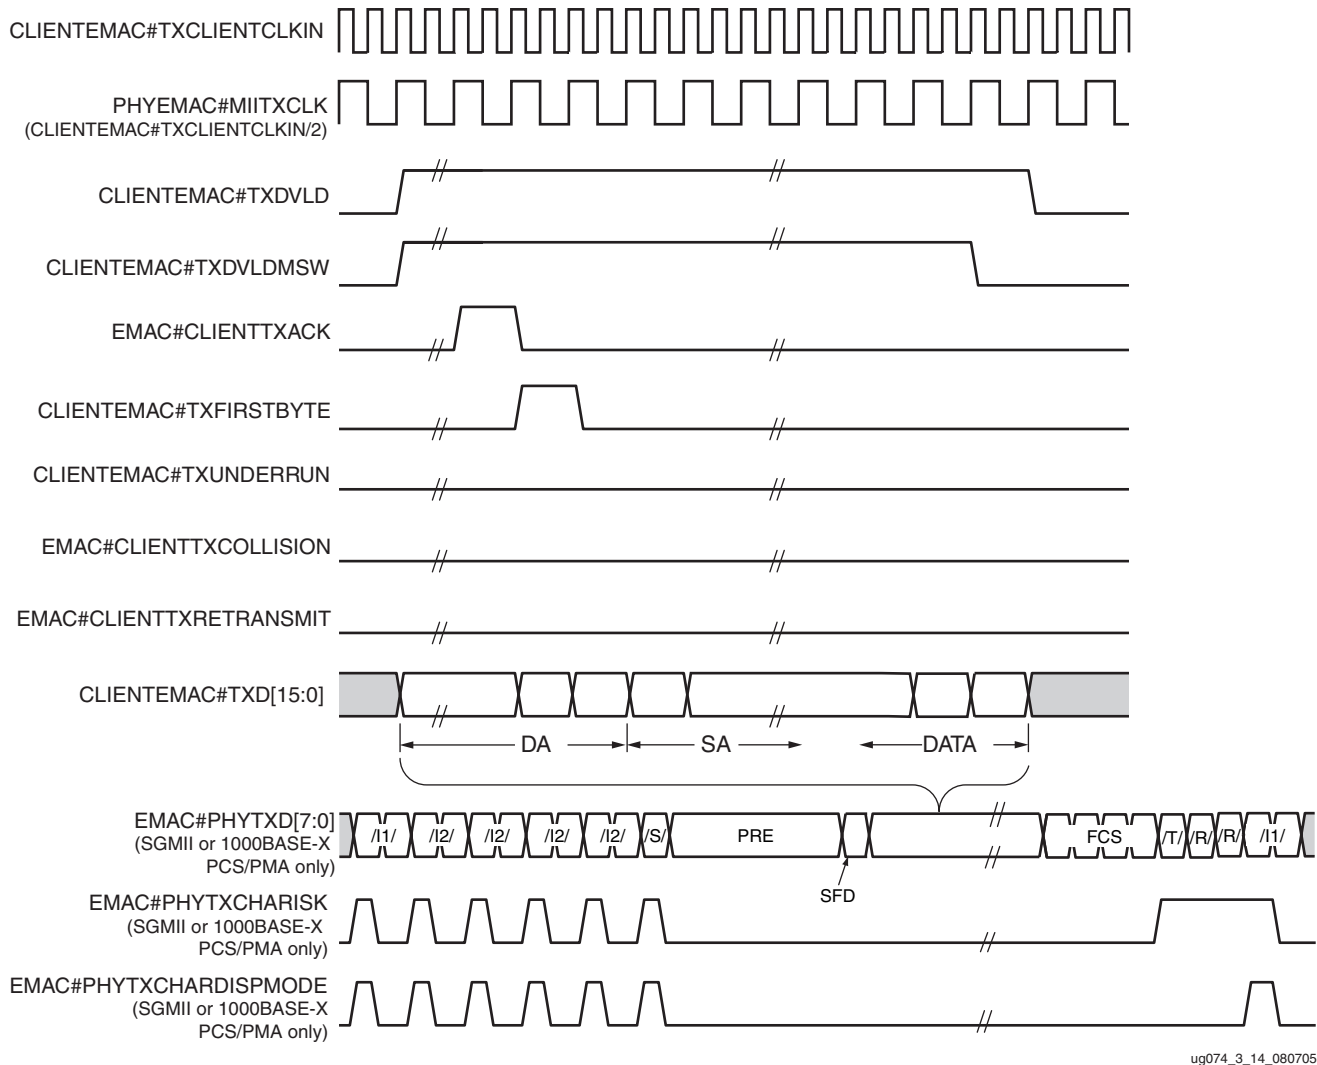 CLIENTEMAC#TXCLIENTCLKIN
PHYEMAC#MIITXCLK
(CLIENTEMAC#TXCLIENTCLKIN/2)
CLIENTEMAC#TXDVLD
CLIENTEMAC#TXDVLDMSW
EMAC#CLIENTTXACK
CLIENTEMAC#TXFIRSTBYTE
CLIENTEMAC#TXUNDERRUN
EMAC#CLIENTTXCOLLISION
EMAC#CLIENTTXRETRANSMIT
CLIENTEMAC#TXD[15:0]
DA SA DATA
EMAC#PHYTXD[7:0]
(SGMII or 1000BASE-X
PCS/PMA only)
/I1/ /I2/ /I2/ /I2/ /I2/ /S/ PRE FCS /T/ /R/ /R/ /I1/
SFD
EMAC#PHYTXCHARISK
(SGMII or 1000BASE-X
PCS/PMA only)
EMAC#PHYTXCHARDISPMODE
(SGMII or 1000BASE-X
PCS/PMA only)
ug074_3_14_080705